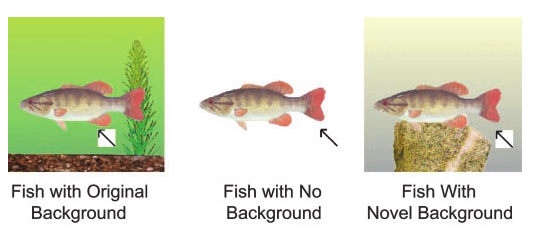 Fish with Original
Background
Fish with No
Background
Fish With
Novel Background